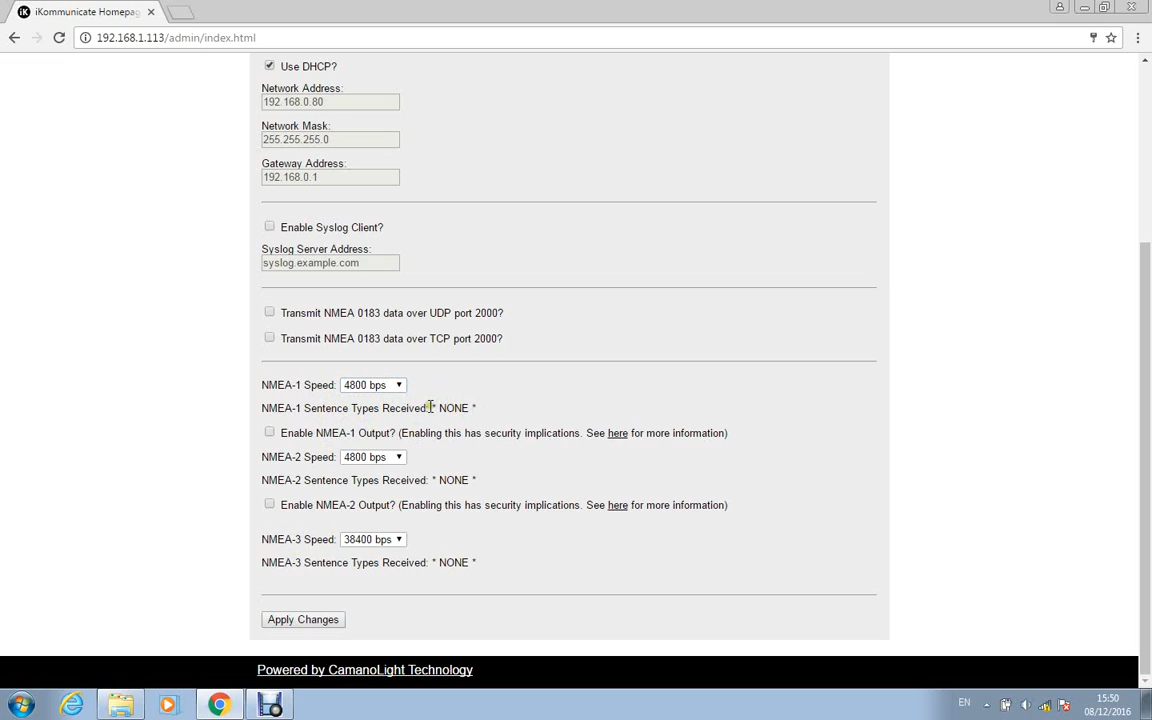 iKommunicate Homepag
192.168.1.113/admin/index.html
Use DHCP?
Network Address:
192.168.0.80
Network Mask:
255.255.255.0
Gateway Address:
192.168.0.1
Enable Syslog Client?
Syslog Server Address:
syslog.example.com
Transmit NMEA 0183 data over UDP port 2000?
Transmit NMEA 0183 data over TCP port 2000?
NMEA-1 Speed: 4800 bps
NMEA-1 Sentence Types Received: * NONE *
Enable NMEA-1 Output? (Enabling this has security implications. See here for more information)
NMEA-2 Speed: 4800 bps
NMEA-2 Sentence Types Received: * NONE *
Enable NMEA-2 Output? (Enabling this has security implications. See here for more information)
NMEA-3 Speed: 38400 bps
NMEA-3 Sentence Types Received: * NONE *
Apply Changes
Powered by CamanoLight Technology
EN
15:50
08/12/2016